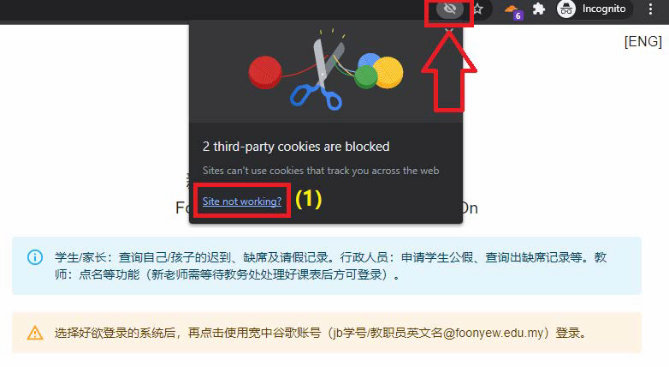 6
Incognito
[ENG]
2 third-party cookies are blocked
Sites can't use cookies that track you across the web
Site not working?
(1)
Fo
On
学生/家长：查询自己/孩子的迟到、缺席及请假记录。行政人员：申请学生公假、查询出缺席记录等。教
师：点名等功能（新老师需等待教务处处理好课表后方可登录）。
选择好欲登录的系统后，再点击使用宽中谷歌账号（jb学号/教职员英文名@foonyew.edu.my）登录。